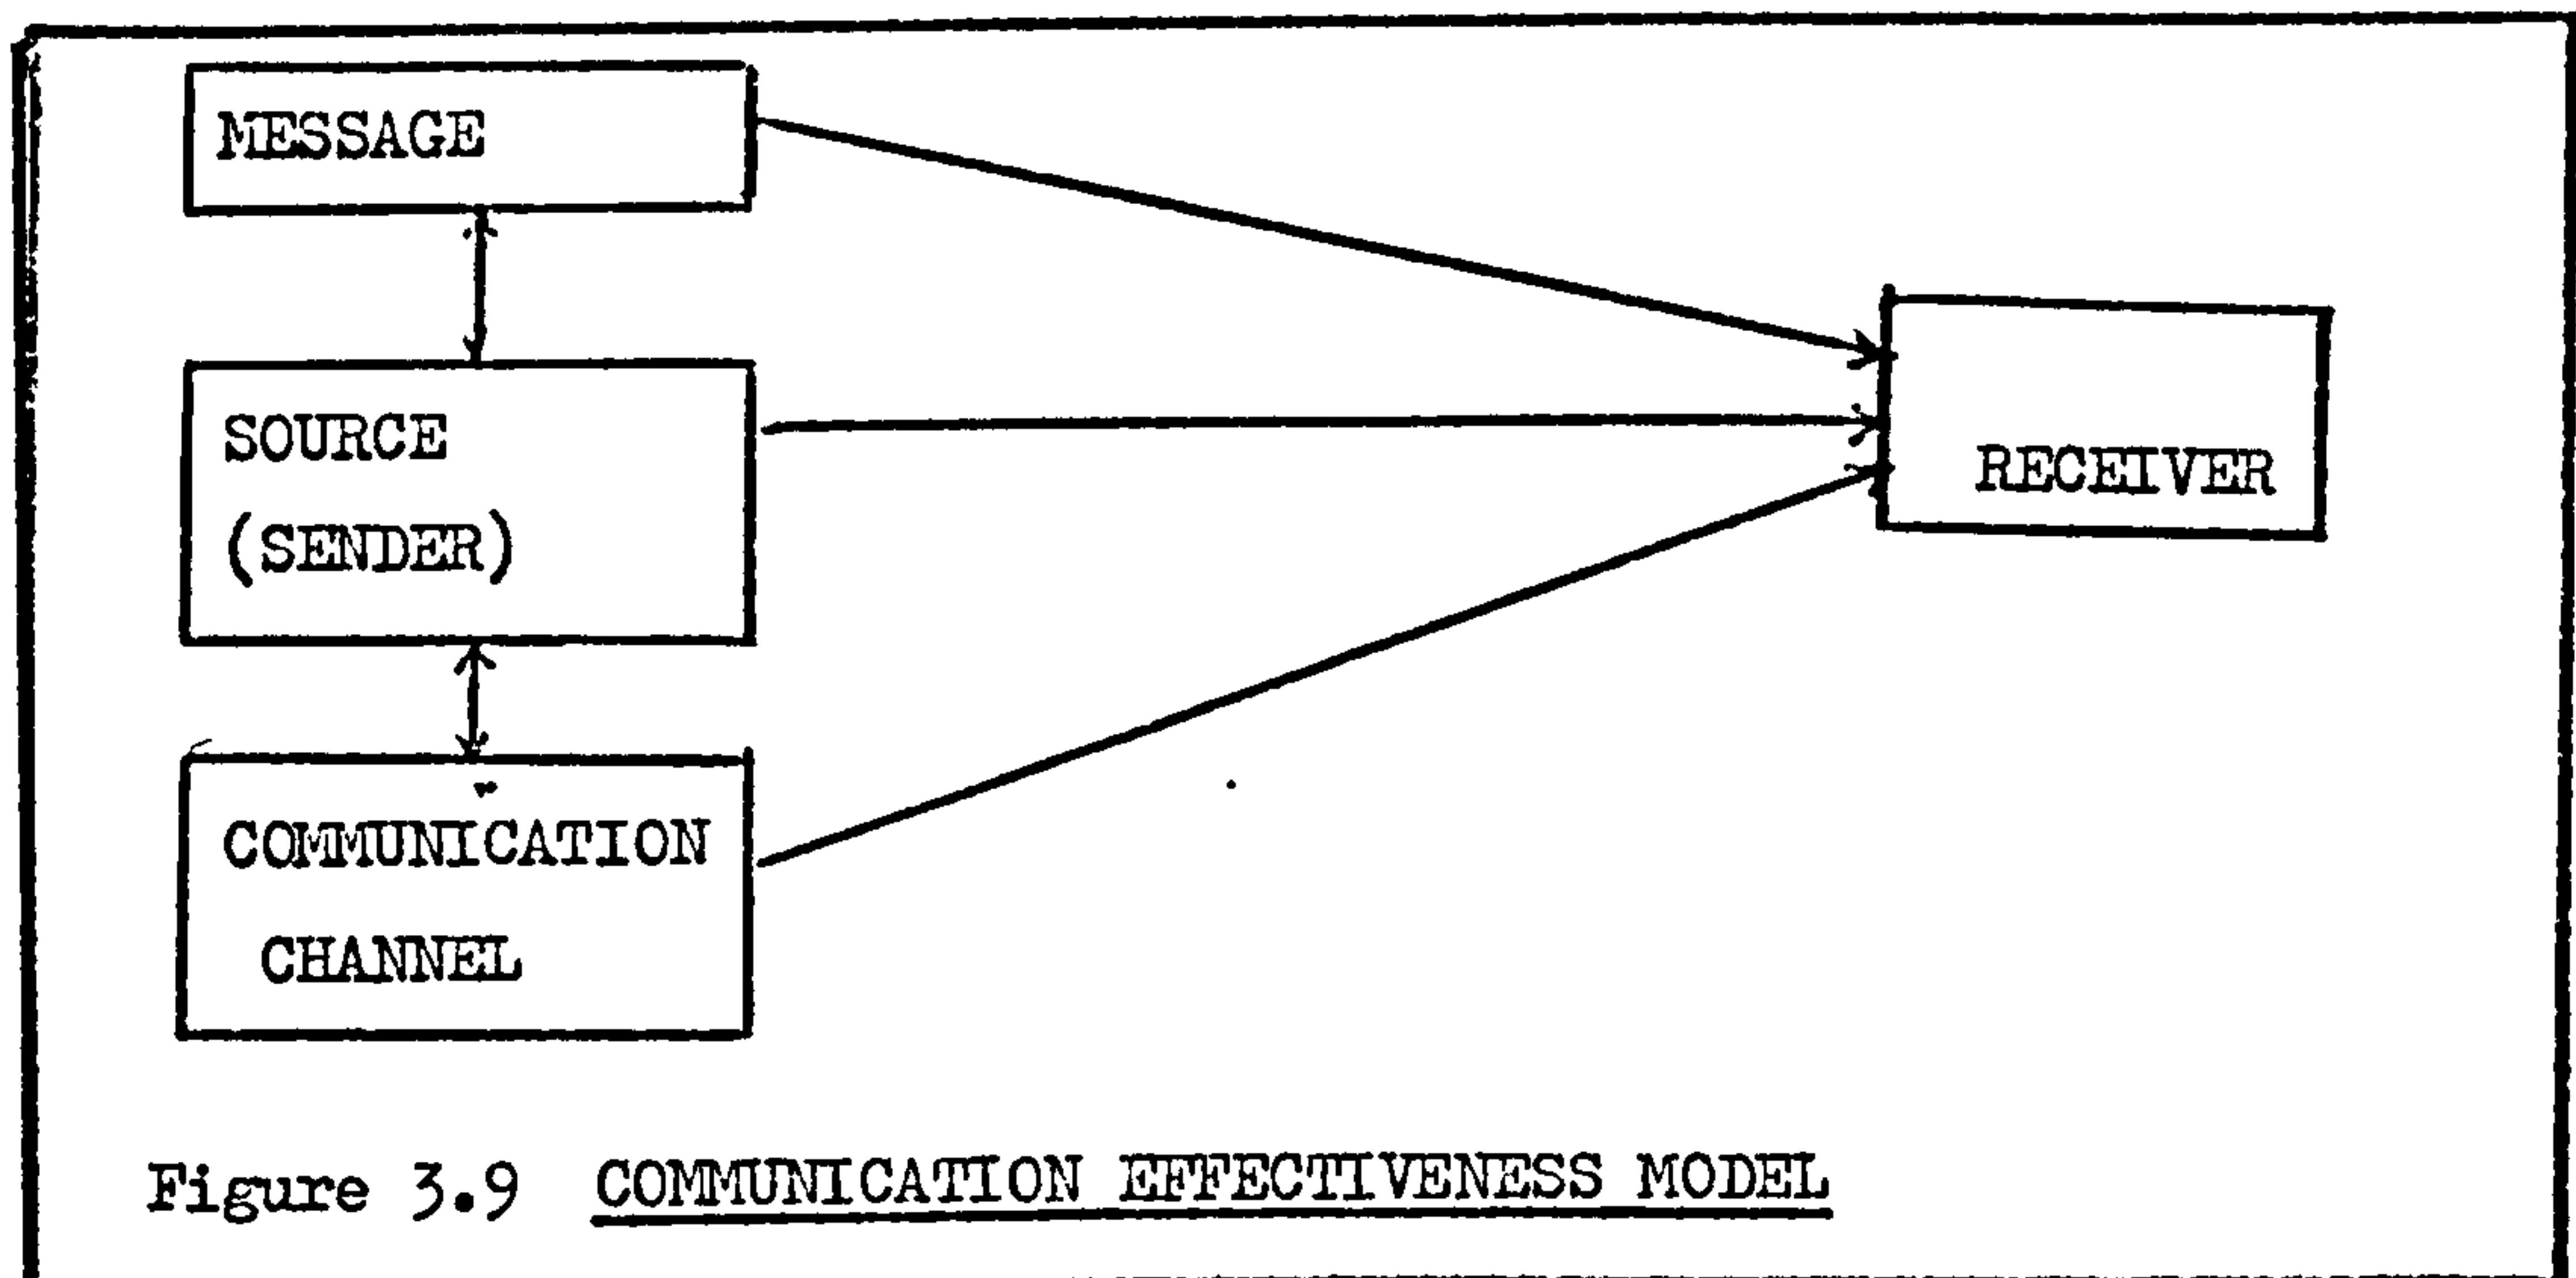 MESSAGE
SOURCE
(SENDER)
RECEIVER
COMMUNICATION
CHANNEL
Figure 3.9 COMMUNICATION EFFECTIVENESS MODEL